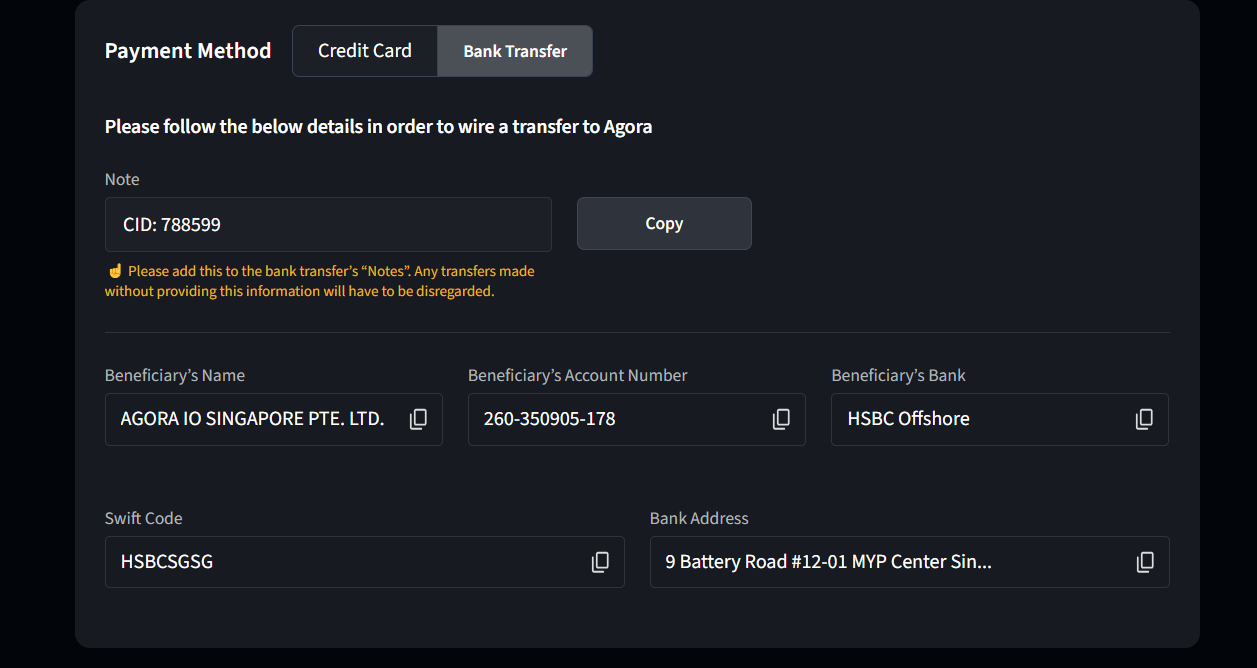 Payment Method
Credit Card
Bank Transfer
Please follow the below details in order to wire a transfer to Agora
Note
CID: 788599
Copy
☝ Please add this to the bank transfer's “Notes”. Any transfers made
without providing this information will have to be disregarded.
Beneficiary's Name
Beneficiary's Account Number
Beneficiary's Bank
AGORA IO SINGAPORE PTE. LTD.
260-350905-178
HSBC Offshore
Swift Code
Bank Address
HSBCSGSG
9 Battery Road #12-01 MYP Center Sin...